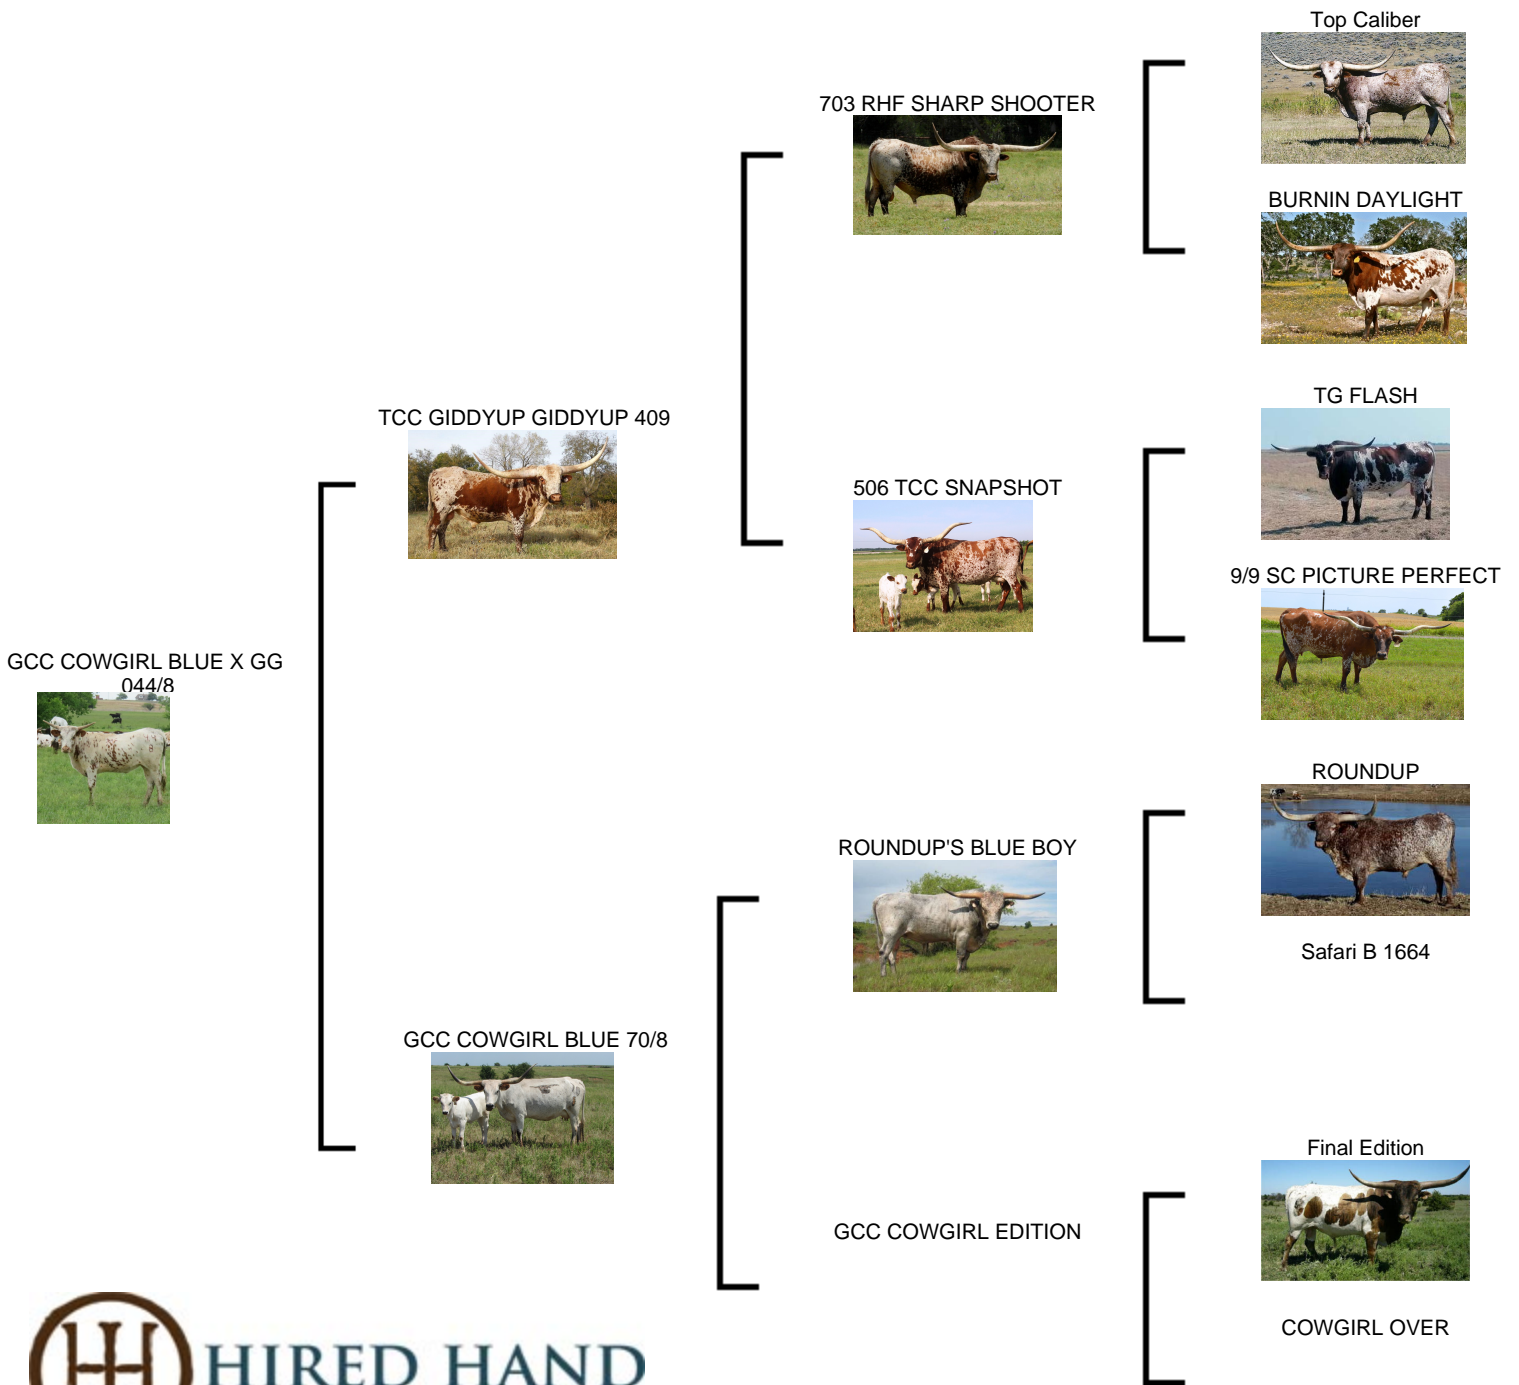 Top Caliber
703 RHF SHARP SHOOTER
BURNIN DAYLIGHT
TCC GIDDYUP GIDDYUP 409
TG FLASH
506 TCC SNAPSHOT
9/9 SC PICTURE PERFECT
GCC COWGIRL BLUE X GG
044/8
ROUNDUP
ROUNDUP'S BLUE BOY
Safari B 1664
GCC COWGIRL BLUE 70/8
Final Edition
GCC COWGIRL EDITION
COWGIRL OVER
HIRED HAND